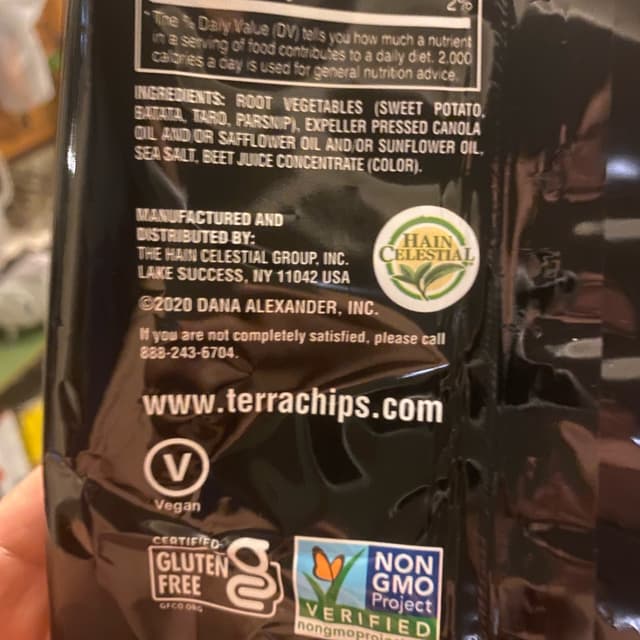 2%
*The % Daily Value (DV) tells you how much a nutrient
in a serving of food contributes to a daily diet. 2,000
calories a day is used for general nutrition advice.
INGREDIENTS: ROOT VEGETABLES (SWEET POTATO,
BATATA, TARO, PARSNIP), EXPELLER PRESSED CANOLA
OIL AND/OR SAFFLOWER OIL AND/OR SUNFLOWER OIL,
SEA SALT, BEET JUICE CONCENTRATE (COLOR).
MANUFACTURED AND
DISTRIBUTED BY:
THE HAIN CELESTIAL GROUP, INC.
LAKE SUCCESS, NY 11042 USA
HAIN
CELESTIAL
©2020 DANA ALEXANDER, INC.
If you are not completely satisfied, please call
888-243-6704.
www.terrachips.com
V
Vegan
CERTIFIED
GLUTEN
FREE
GFCO.ORG
g
NON
GMO
Project
VERIFIED